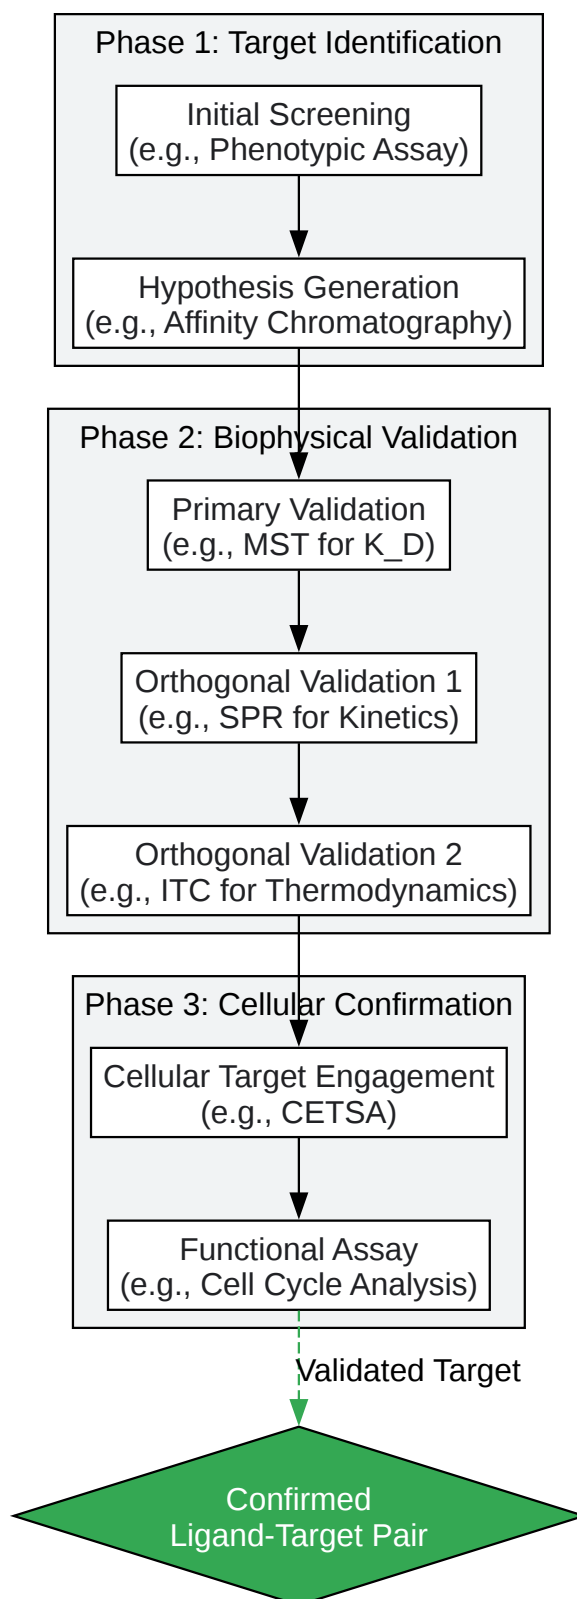 Phase 1: Target Identification
Initial Screening
(e.g., Phenotypic Assay)
Hypothesis Generation
(e.g., Affinity Chromatography)
Phase 2: Biophysical Validation
Primary Validation
(e.g., MST for K_D)
Orthogonal Validation 1
(e.g., SPR for Kinetics)
Orthogonal Validation 2
(e.g., ITC for Thermodynamics)
Phase 3: Cellular Confirmation
Cellular Target Engagement
(e.g., CETSA)
Functional Assay
(e.g., Cell Cycle Analysis)
Validated Target
Confirmed
Ligand-Target Pair